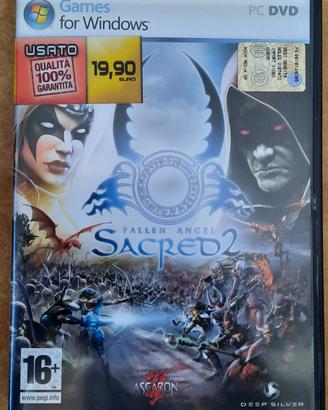 Games
for Windows
PC DVD
USATO
QUALITÀ
100%
GARANTITA
19,90
EURO
FALLEN ANGEL
SACRED 2
16+
www.pegi.info
ASCARON
DEEP SILVER